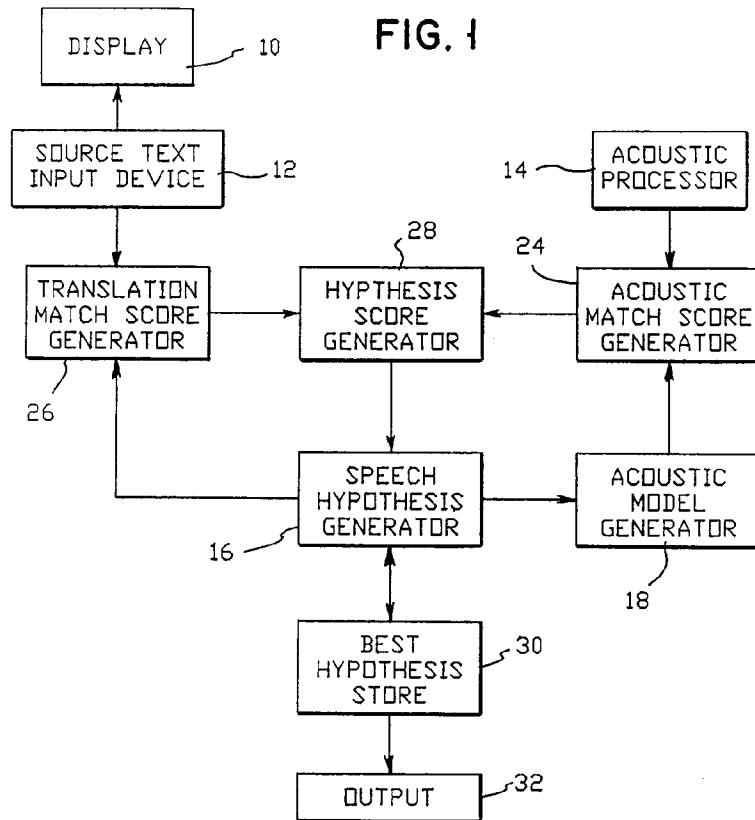 FIG. 1
DISPLAY
10
SOURCE TEXT
INPUT DEVICE
12
ACOUSTIC
PROCESSOR
14
TRANSLATION
MATCH SCORE
GENERATOR
26
HYPTHESIS
SCORE
GENERATOR
28
ACOUSTIC
MATCH SCORE
GENERATOR
24
SPEECH
HYPOTHESIS
GENERATOR
16
ACOUSTIC
MODEL
GENERATOR
18
BEST
HYPOTHESIS
STORE
30
OUTPUT
32